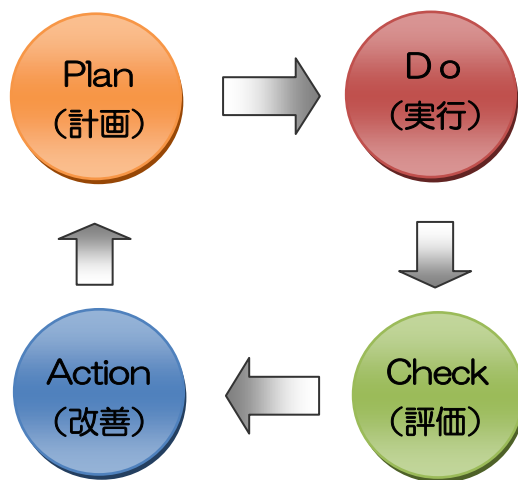 Plan
（計画）
Do
（実行）
Action
（改善）
Check
（評価）